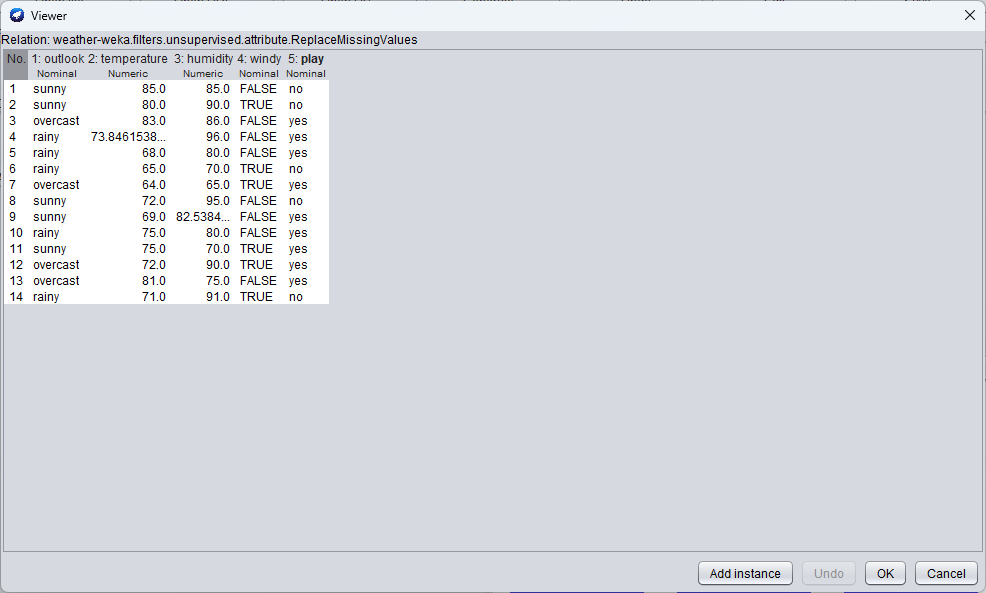 Viewer
Relation: weather-weka.filters.unsupervised.attribute.ReplaceMissingValues
No. 1: outlook 2: temperature 3: humidity 4: windy 5: play
Nominal Numeric Numeric Nominal Nominal
1 sunny 85.0 85.0 FALSE no
2 sunny 80.0 90.0 TRUE no
3 overcast 83.0 86.0 FALSE yes
4 rainy 73.8461538... 96.0 FALSE yes
5 rainy 68.0 80.0 FALSE yes
6 rainy 65.0 70.0 TRUE no
7 overcast 64.0 65.0 TRUE yes
8 sunny 72.0 95.0 FALSE no
9 sunny 69.0 82.5384... FALSE yes
10 rainy 75.0 80.0 FALSE yes
11 sunny 75.0 70.0 TRUE yes
12 overcast 72.0 90.0 TRUE yes
13 overcast 81.0 75.0 FALSE yes
14 rainy 71.0 91.0 TRUE no
Add instance Undo OK Cancel